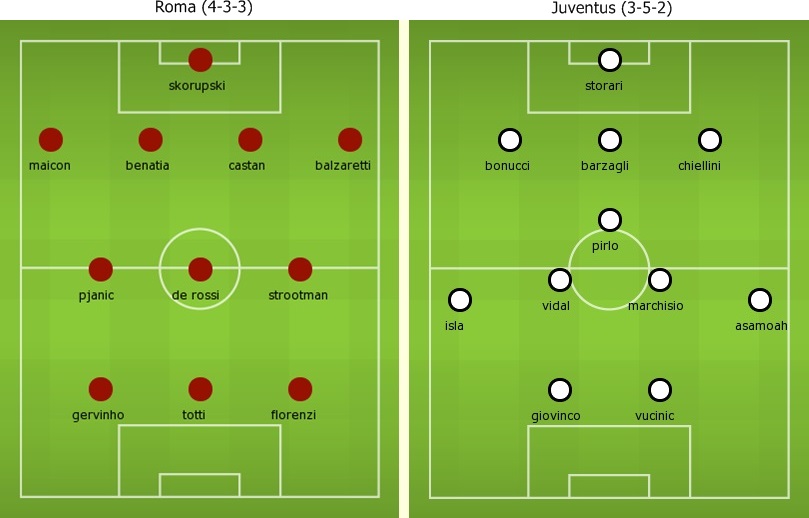 Roma (4-3-3)
skorupski
maicon benatia castan balzaretti
pjanic de rossi strootman
gervinho totti florenzi
Juventus (3-5-2)
storari
bonucci barzagli chiellini
pirlo
vidal marchisio
isla asamoah
giovinco vucinic